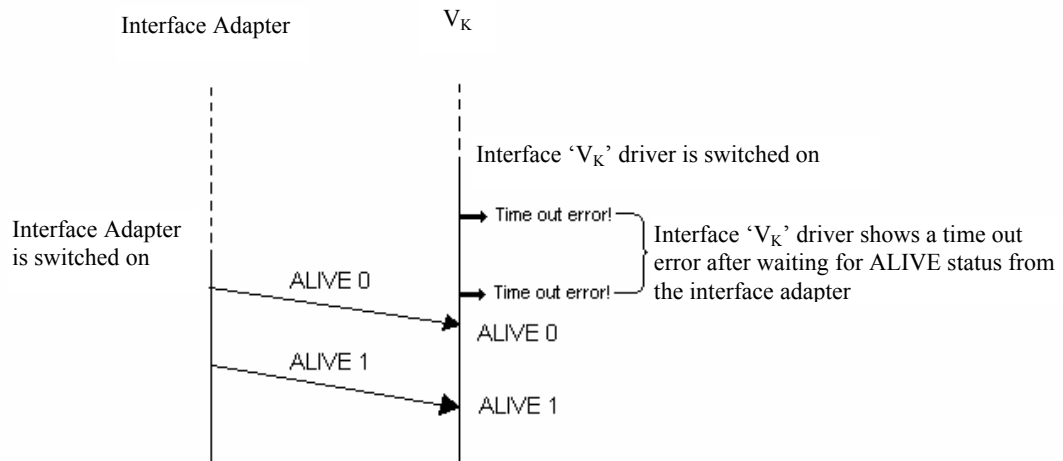 Interface Adapter
V_K
Interface ‘V_K’ driver is switched on
Time out error!
Interface Adapter
is switched on
Interface ‘V_K’ driver shows a time out
error after waiting for ALIVE status from
the interface adapter
ALIVE 0
Time out error!
ALIVE 0
ALIVE 1
ALIVE 1